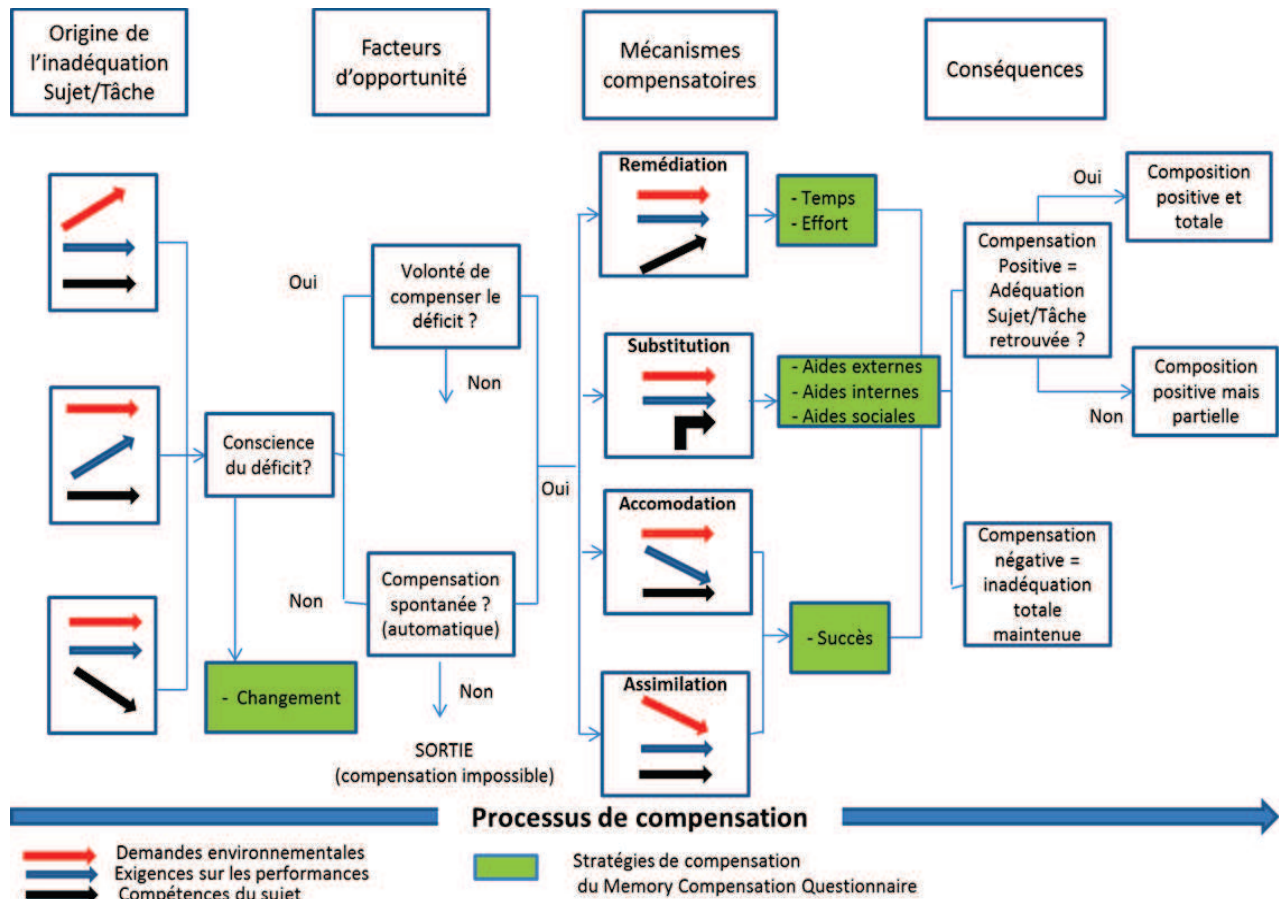 Origine de
l'inadéquation
Sujet/Tâche
Facteurs
d'opportunité
Mécanismes
compensatoires
Conséquences
Conscience
du déficit?
- Changement
Oui
Non
Volonté de
compenser le
déficit ?
Non
Compensation
spontanée ?
(automatique)
Non
SORTIE
(compensation impossible)
Oui
Remédiation
Substitution
Accomodation
Assimilation
- Temps
- Effort
- Aides externes
- Aides internes
- Aides sociales
- Succès
Compensation
Positive =
Adéquation
Sujet/Tâche
retrouvée ?
Oui
Composition
positive et
totale
Non
Composition
positive mais
partielle
Compensation
négative =
inadéquation
totale
maintenue
Processus de compensation
Demandes environnementales
Exigences sur les performances
Compétences du sujet
Stratégies de compensation
du Memory Compensation Questionnaire